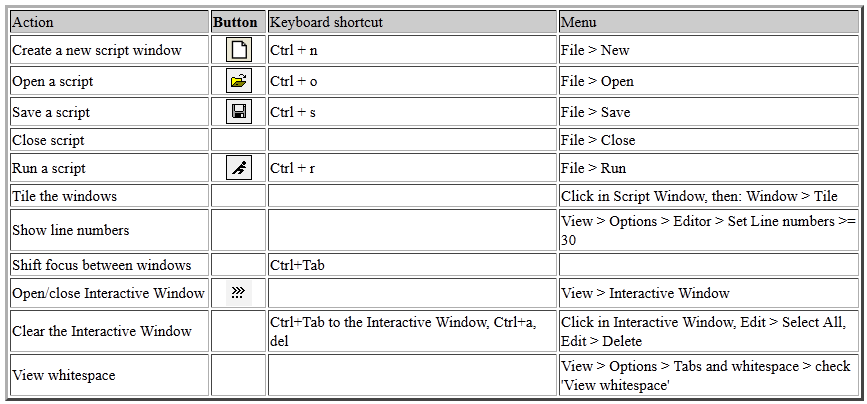 Action Button Keyboard shortcut Menu
Create a new script window Ctrl + n File > New
Open a script Ctrl + o File > Open
Save a script Ctrl + s File > Save
Close script File > Close
Run a script Ctrl + r File > Run
Tile the windows Click in Script Window, then: Window > Tile
Show line numbers View > Options > Editor > Set Line numbers >=
30
Shift focus between windows Ctrl+Tab
Open/close Interactive Window >>> View > Interactive Window
Clear the Interactive Window Ctrl+Tab to the Interactive Window, Ctrl+a, Click in Interactive Window, Edit > Select All,
del Edit > Delete
View whitespace View > Options > Tabs and whitespace > check
'View whitespace'